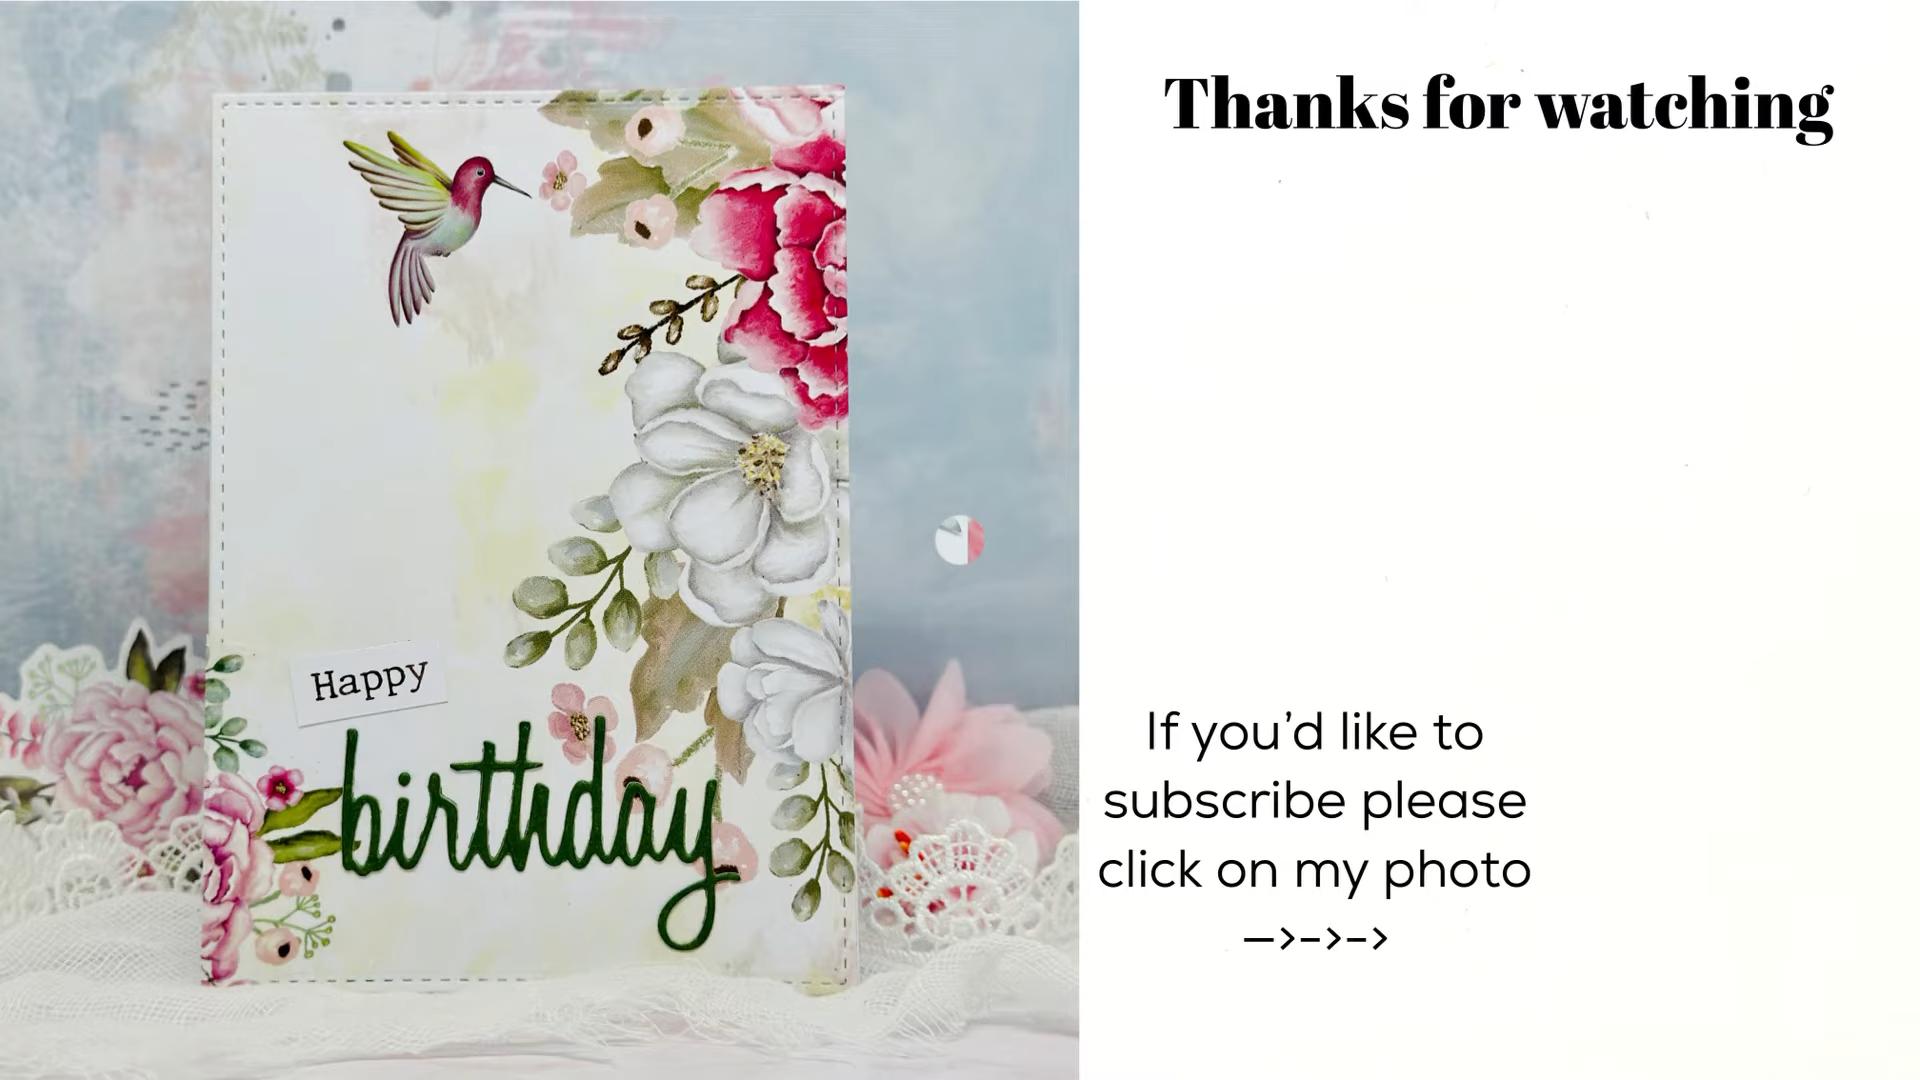 Happy
birthday
Thanks for watching
If you’d like to
subscribe please
click on my photo
—>–>–>